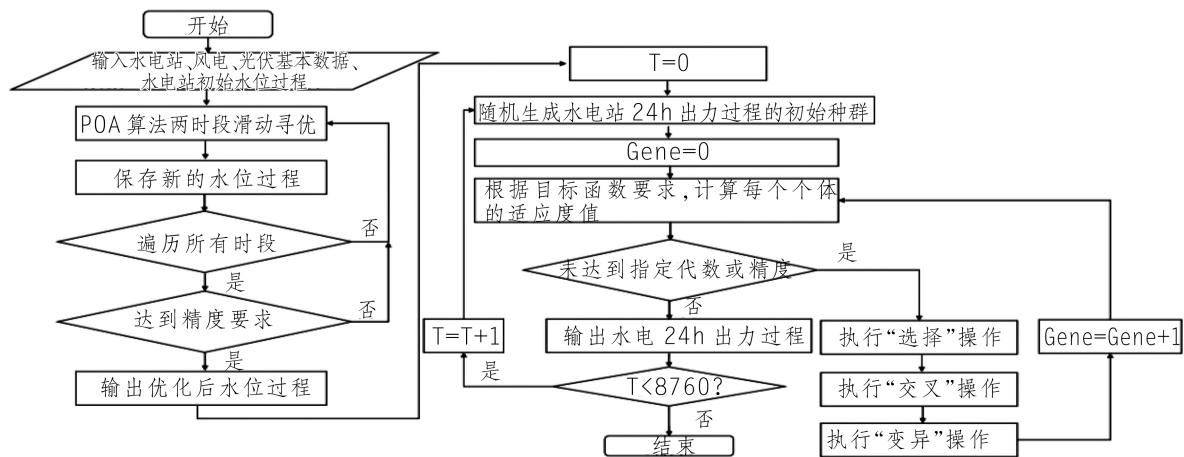 开始
输入水电站、风电、光伏基本数据、
水电站初始水位过程
POA算法两时段滑动寻优
保存新的水位过程
遍历所有时段
否
是
达到精度要求
否
是
输出优化后水位过程
T=0
随机生成水电站24h出力过程的初始种群
Gene=0
根据目标函数要求,计算每个个体
的适应度值
未达到指定代数或精度
是
否
输出水电24h出力过程
T=T+1
T<8760?
是
否
结束
执行“选择”操作
执行“交叉”操作
执行“变异”操作
Gene=Gene+1